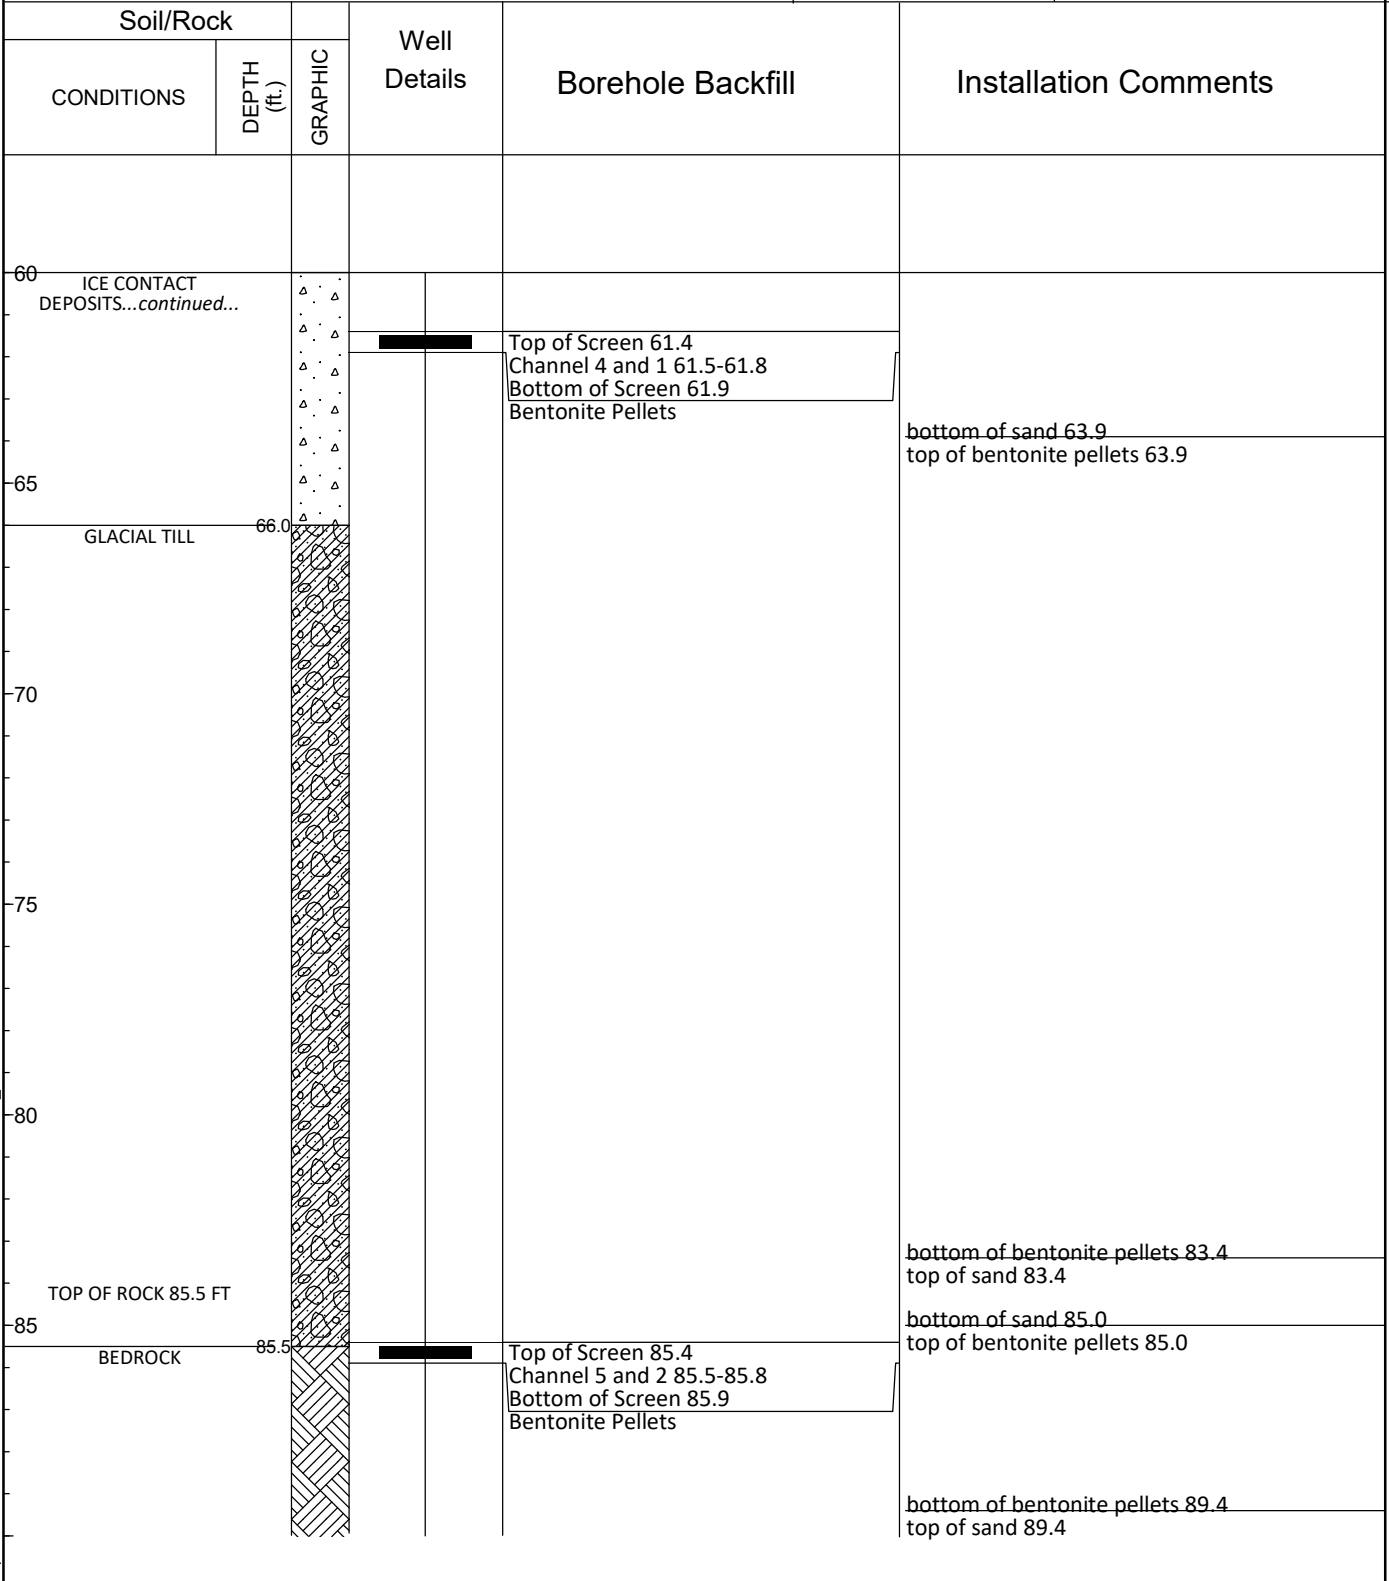 Soil/Rock
CONDITIONS
DEPTH
(ft.)
GRAPHIC
Well
Details
Borehole Backfill
Installation Comments
60
ICE CONTACT
DEPOSITS...continued...
Top of Screen 61.4
Channel 4 and 1 61.5-61.8
Bottom of Screen 61.9
Bentonite Pellets
bottom of sand 63.9
top of bentonite pellets 63.9
65
66.0
GLACIAL TILL
70
75
80
bottom of bentonite pellets 83.4
top of sand 83.4
TOP OF ROCK 85.5 FT
85
bottom of sand 85.0
top of bentonite pellets 85.0
85.5
BEDROCK
Top of Screen 85.4
Channel 5 and 2 85.5-85.8
Bottom of Screen 85.9
Bentonite Pellets
bottom of bentonite pellets 89.4
top of sand 89.4